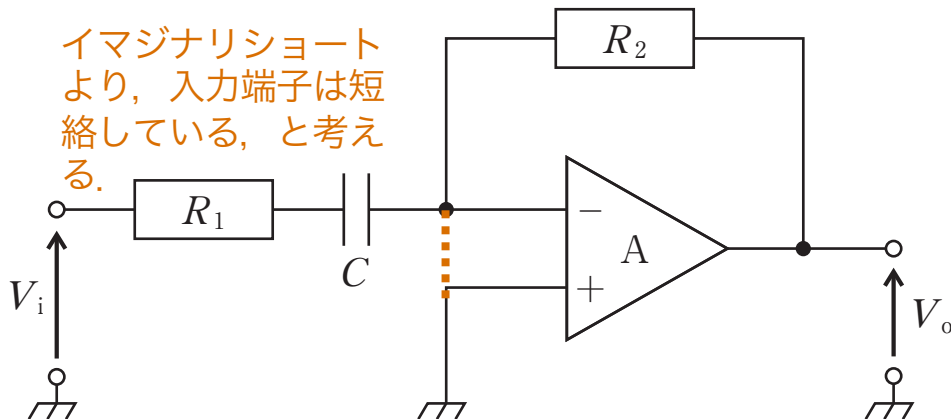 イマジナリショート
より，入力端子は短
絡している，と考え
る．
R₂
R₁
C
−
A
+
Vᵢ
Vₒ